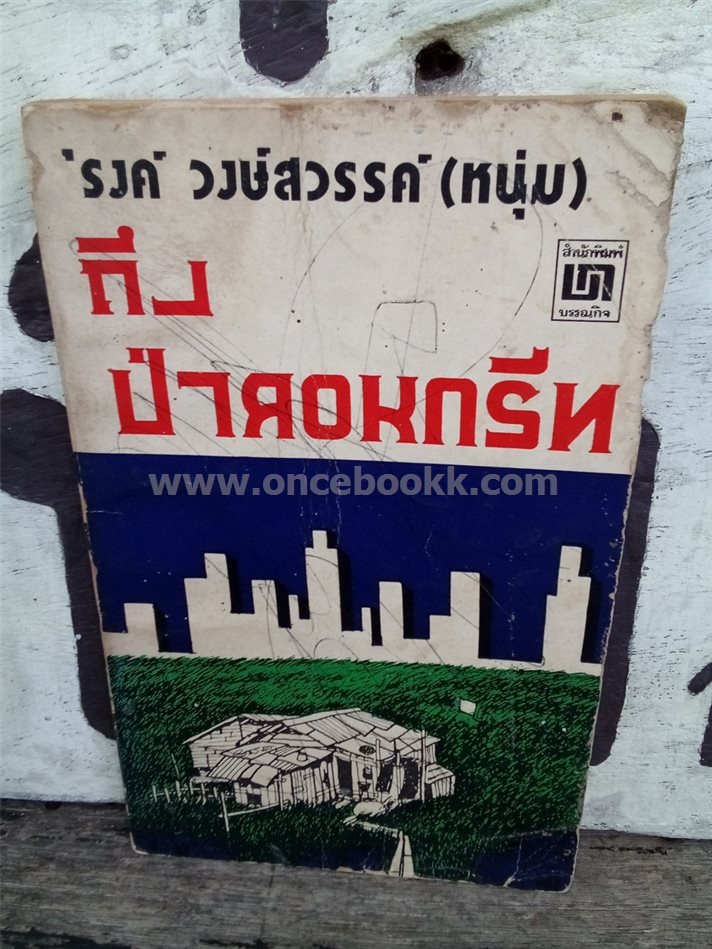 'รงค์ วงษ์สวรรค์ (หนุ่ม)
สำนักพิมพ์
บรรณกิจ
ถึง
ป่าคอนกรีท
www.oncebookk.com